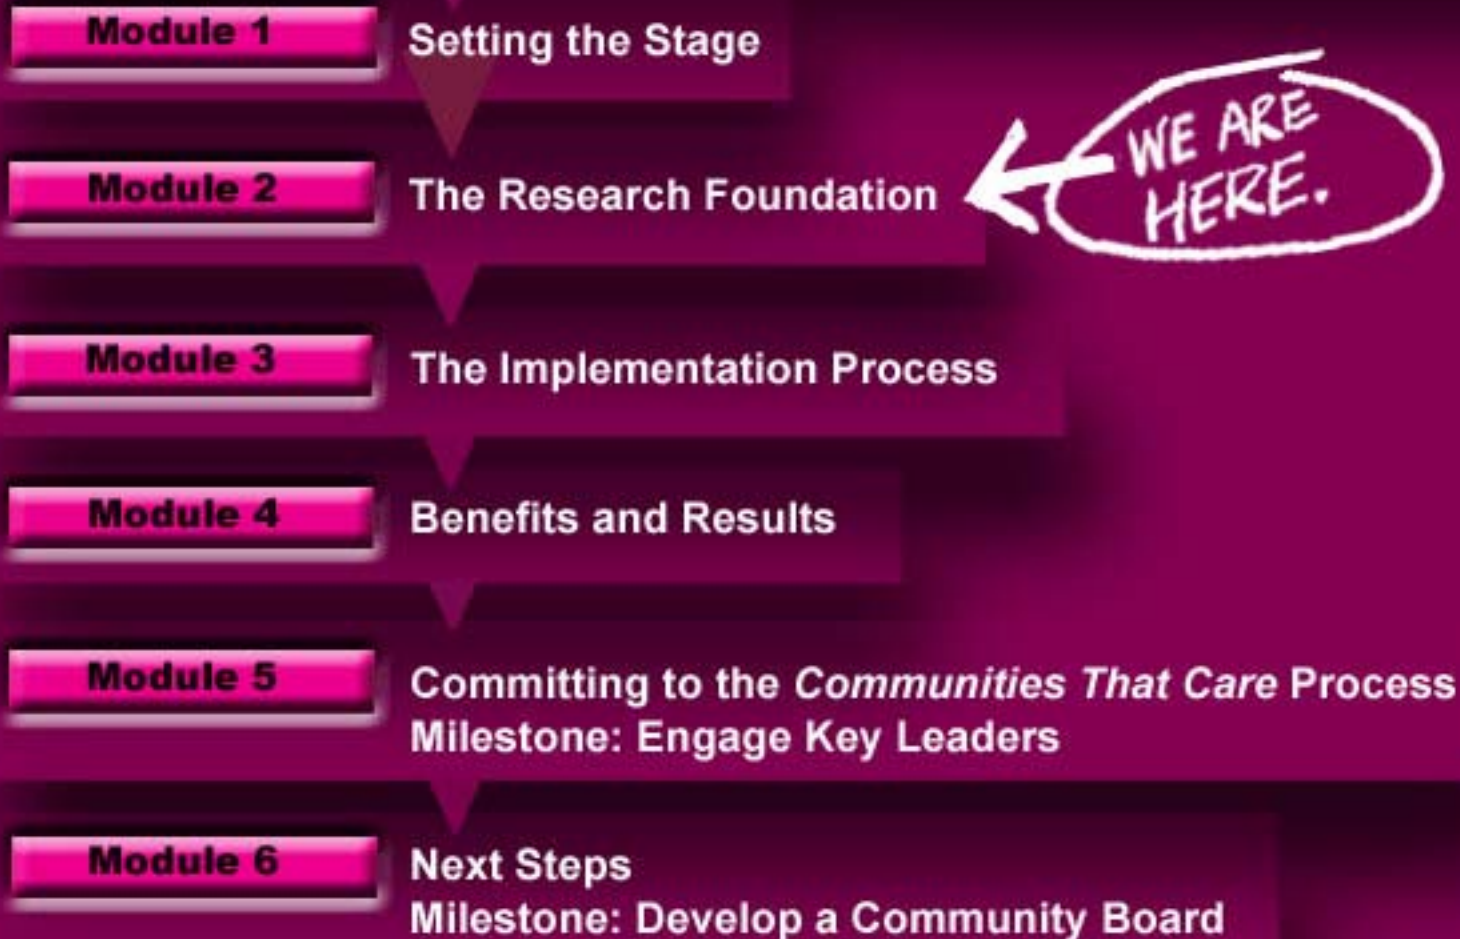 Module 1 Setting the Stage
WE ARE
HERE.
Module 2 The Research Foundation
Module 3 The Implementation Process
Module 4 Benefits and Results
Module 5 Committing to the Communities That Care Process
Milestone: Engage Key Leaders
Module 6 Next Steps
Milestone: Develop a Community Board